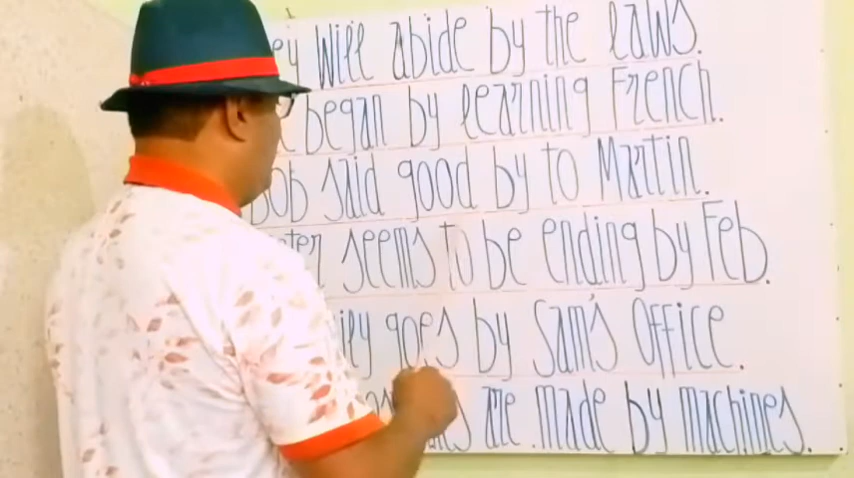 will abide by the laws.
began by learning French.
said good by to Martin.
seems to be ending by Feb.
goes by Sam's Office.
are made by machines.